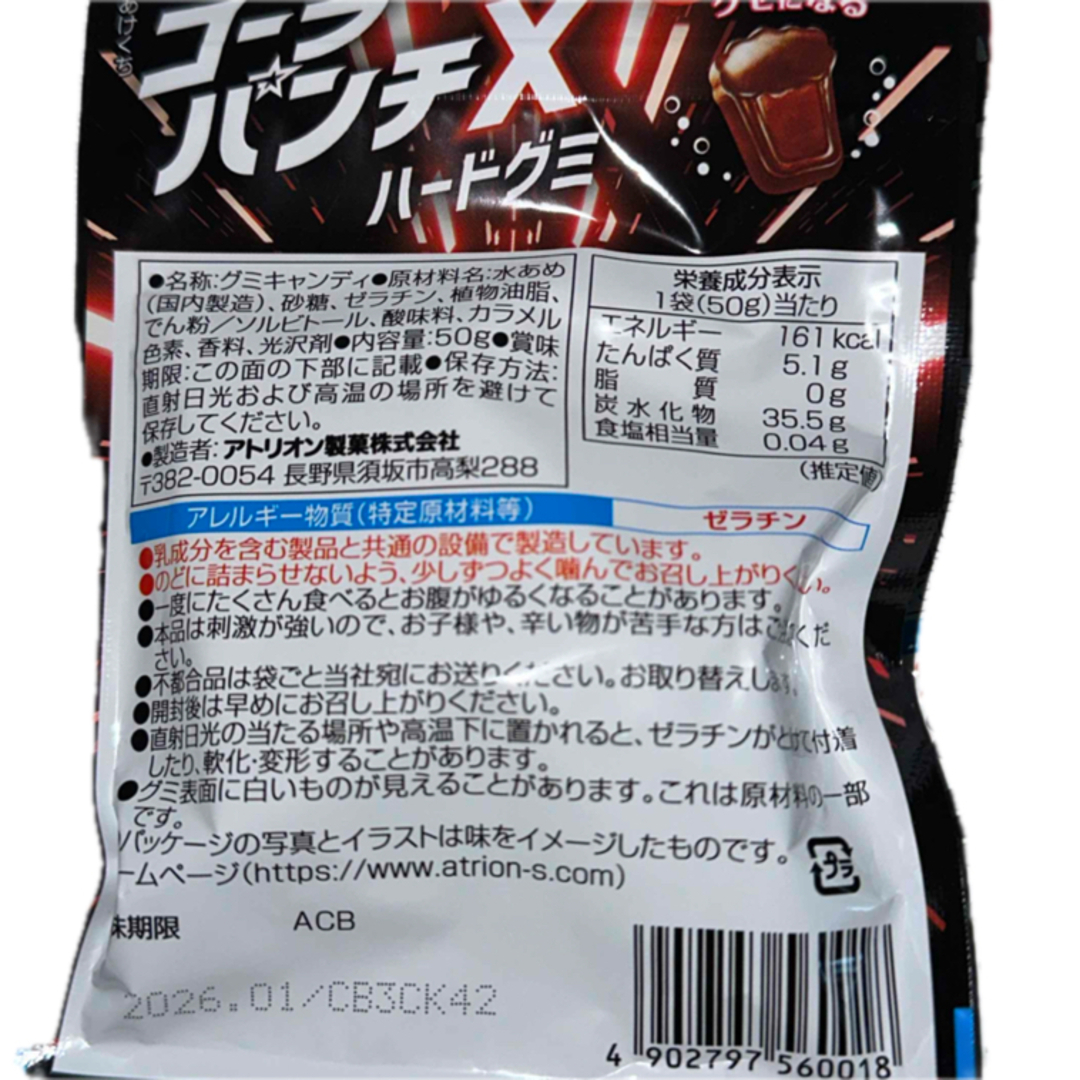 あけくち
コーラ
パンチX
ハードグミ
クセになる
●名称:グミキャンディ●原材料名:水あめ
(国内製造)、砂糖、ゼラチン、植物油脂、
でん粉/ソルビトール、酸味料、カラメル
色素、香料、光沢剤●内容量:50g●賞味
期限:この面の下部に記載●保存方法:
直射日光および高温の場所を避けて
保存してください。
●製造者:アトリオン製菓株式会社
〒382-0054 長野県須坂市高梨288
栄養成分表示
1袋(50g)当たり
エネルギー 161kcal
たんぱく質 5.1g
脂質 0g
炭水化物 35.5g
食塩相当量 0.04g
(推定値)
アレルギー物質(特定原材料等) ゼラチン
●乳成分を含む製品と共通の設備で製造しています。
●のどに詰まらせないよう、少しずつよく噛んでお召し上がりください。
●一度にたくさん食べるとお腹がゆるくなることがあります。
●本品は刺激が強いので、お子様や、辛い物が苦手な方はご注意くだ
さい。
●不都合品は袋ごと当社宛にお送りください。お取り替えします。
●開封後は早めにお召し上がりください。
●直射日光の当たる場所や高温下に置かれると、ゼラチンがとけて付着
したり、軟化・変形することがあります。
●グミ表面に白いものが見えることがあります。これは原材料の一部
です。
パッケージの写真とイラストは味をイメージしたものです。
ームページ(https://www.atrion-s.com)
プラ
味期限 ACB
2026.01/CB3CK42
4 902797 560018